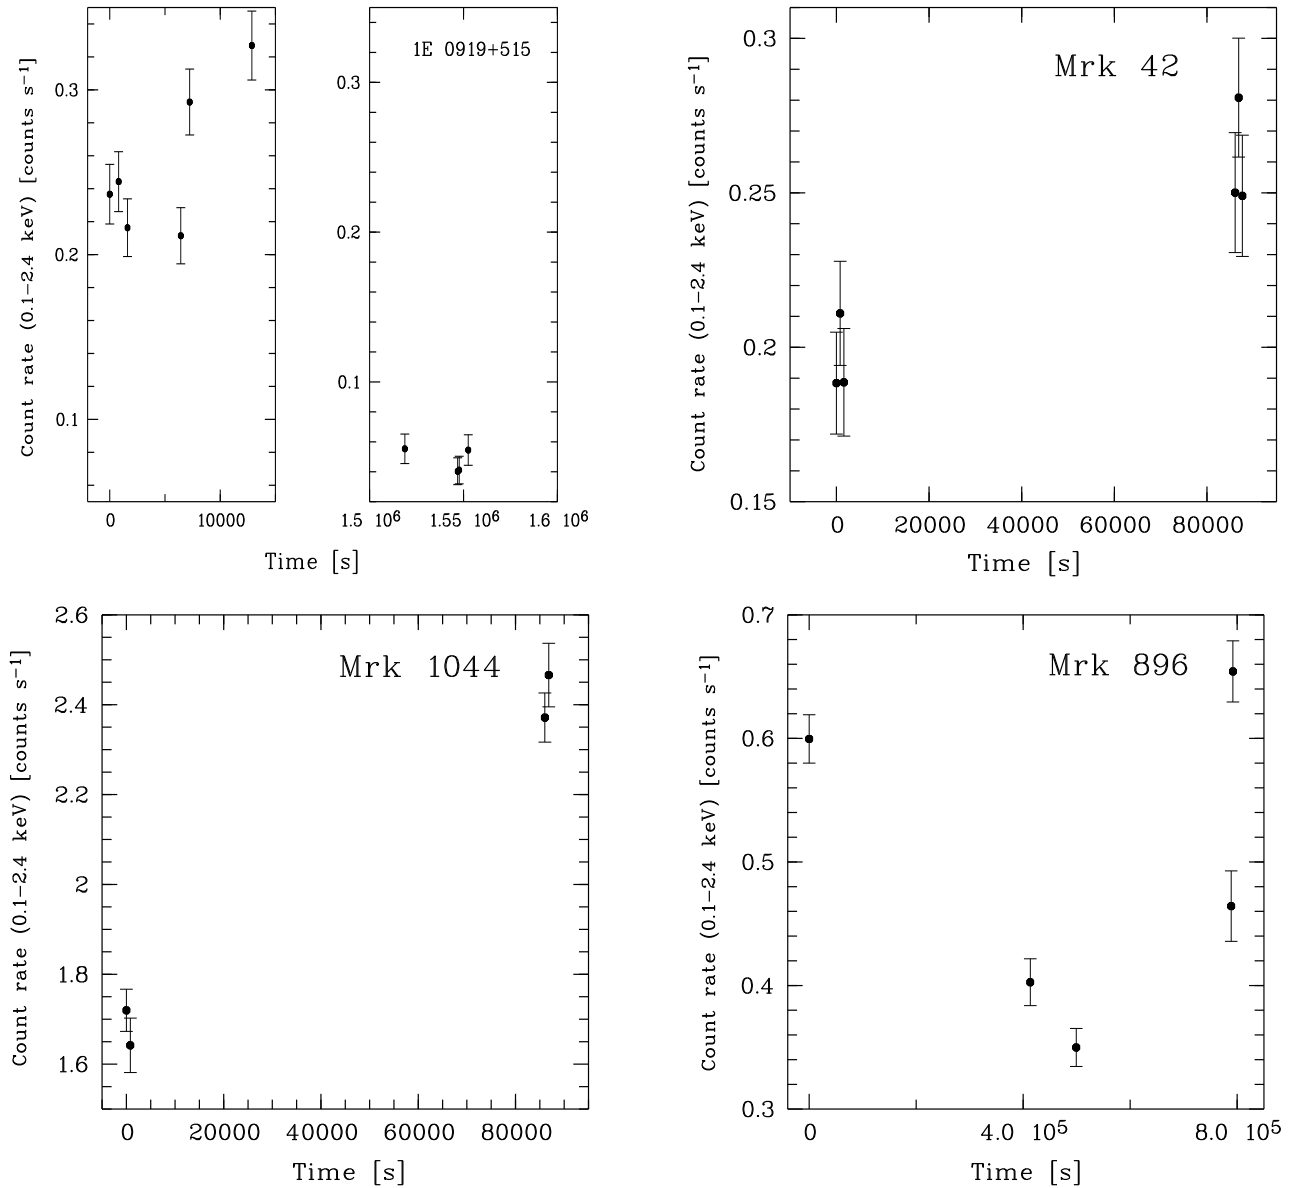 Count rate (0.1−2.4 keV) [counts s⁻¹]
0.3
0.2
0.1
0 10000
1E 0919+515
0.3
0.2
0.1
1.5 10⁶ 1.55 10⁶ 1.6 10⁶
Time [s]
Count rate (0.1−2.4 keV) [counts s⁻¹]
Mrk 42
0.3
0.25
0.2
0.15
0 20000 40000 60000 80000
Time [s]
Count rate (0.1−2.4 keV) [counts s⁻¹]
Mrk 1044
2.6
2.4
2.2
2
1.8
1.6
0 20000 40000 60000 80000
Time [s]
Count rate (0.1−2.4 keV) [counts s⁻¹]
Mrk 896
0.7
0.6
0.5
0.4
0.3
0 4.0 10⁵ 8.0 10⁵
Time [s]